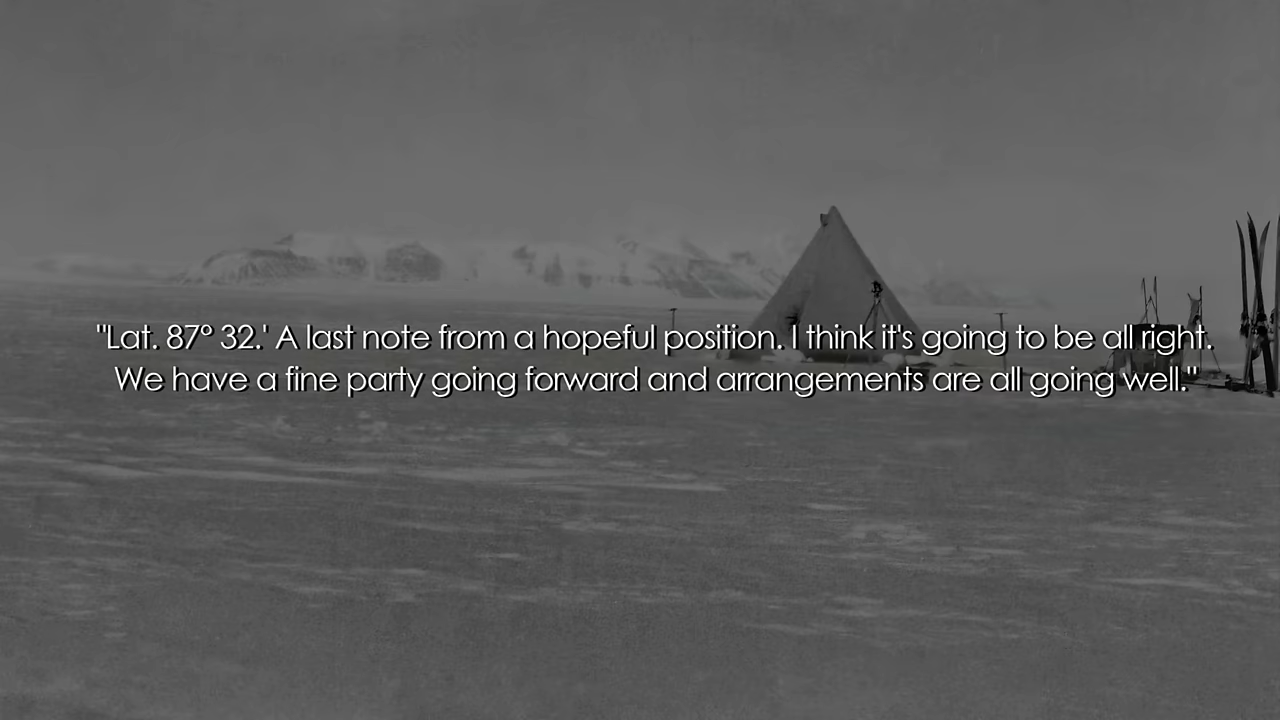 "Lat. 87° 32.' A last note from a hopeful position. I think it's going to be all right.
We have a fine party going forward and arrangements are all going well."